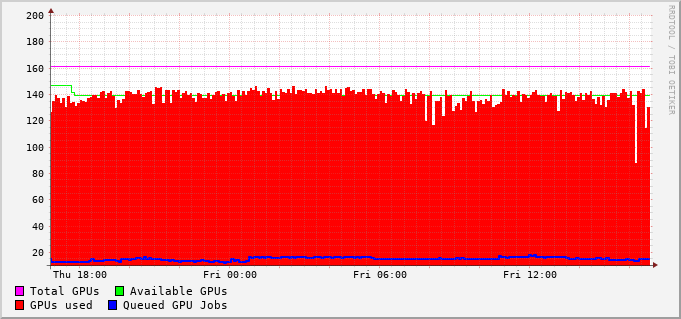 200
180
160
140
120
100
80
60
40
20
Thu 18:00 Fri 00:00 Fri 06:00 Fri 12:00
Total GPUs Available GPUs
GPUs used Queued GPU Jobs
RRDTOOL / TOBI OETIKER